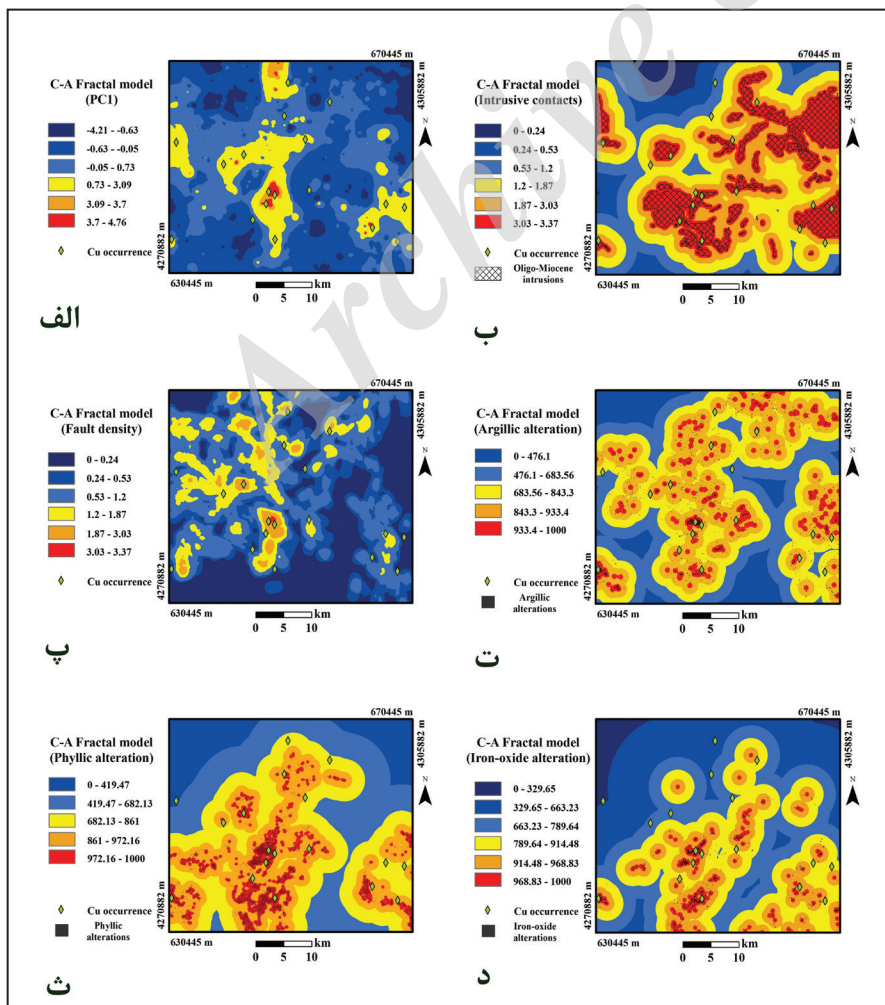 C-A Fractal model
(PC1)
-4.21 - -0.63
-0.63 - -0.05
-0.05 - 0.73
0.73 - 3.09
3.09 - 3.7
3.7 - 4.76
Cu occurrence
670445 m
4305882 m
N
4270882 m
630445 m
km
0 5 10
الف
C-A Fractal model
(Intrusive contacts)
0 - 0.24
0.24 - 0.53
0.53 - 1.2
1.2 - 1.87
1.87 - 3.03
3.03 - 3.37
Cu occurrence
Oligo-Miocene
intrusions
670445 m
4305882 m
N
4270882 m
630445 m
km
0 5 10
ب
C-A Fractal model
(Fault density)
0 - 0.24
0.24 - 0.53
0.53 - 1.2
1.2 - 1.87
1.87 - 3.03
3.03 - 3.37
Cu occurrence
670445 m
4305882 m
N
4270882 m
630445 m
km
0 5 10
پ
C-A Fractal model
(Argillic alteration)
0 - 476.1
476.1 - 683.56
683.56 - 843.3
843.3 - 933.4
933.4 - 1000
Cu occurrence
Argillic
alterations
670445 m
4305882 m
N
4270882 m
630445 m
km
0 5 10
ت
C-A Fractal model
(Phyllic alteration)
0 - 419.47
419.47 - 682.13
682.13 - 861
861 - 972.16
972.16 - 1000
Cu occurrence
Phyllic
alterations
670445 m
4305882 m
N
4270882 m
630445 m
km
0 5 10
ث
C-A Fractal model
(Iron-oxide alteration)
0 - 329.65
329.65 - 663.23
663.23 - 789.64
789.64 - 914.48
914.48 - 968.83
968.83 - 1000
Cu occurrence
Iron-oxide
alterations
670445 m
4305882 m
N
4270882 m
630445 m
km
0 5 10
د
Archive